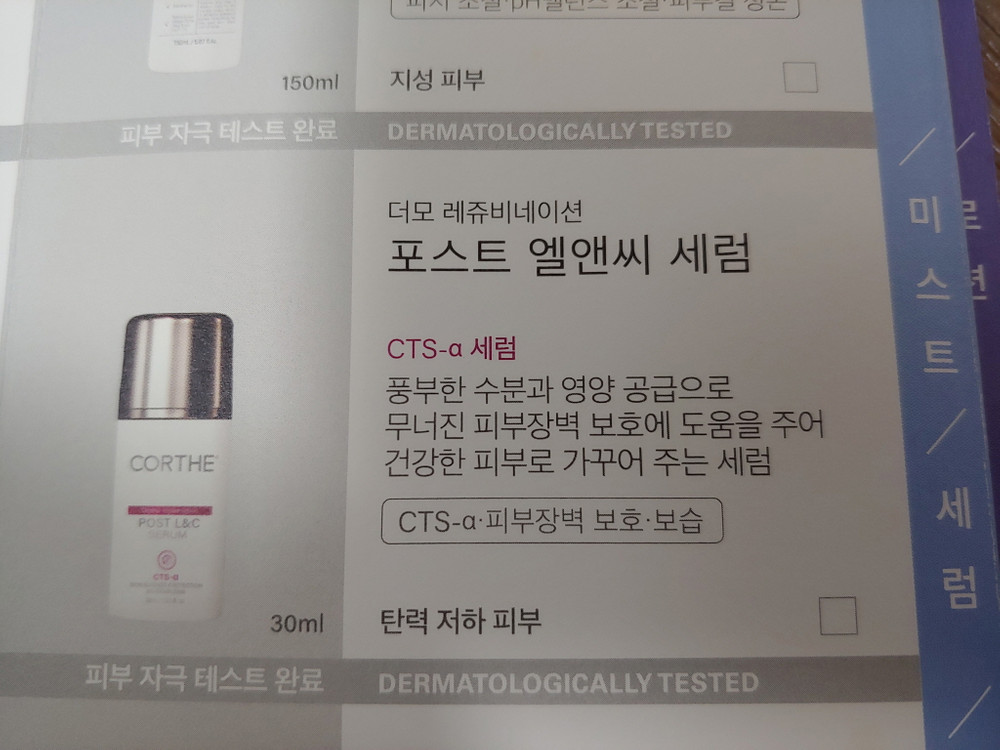 150ml
지성 피부
피부 자극 테스트 완료 DERMATOLOGICALLY TESTED
더모 레쥬비네이션
포스트 엘앤씨 세럼
CTS-α 세럼
풍부한 수분과 영양 공급으로
무너진 피부장벽 보호에 도움을 주어
건강한 피부로 가꾸어 주는 세럼
CTS-α·피부장벽 보호·보습
CORTHE
POST L&C
SERUM
CTS-α
30ml
탄력 저하 피부
피부 자극 테스트 완료 DERMATOLOGICALLY TESTED
미스트/세럼